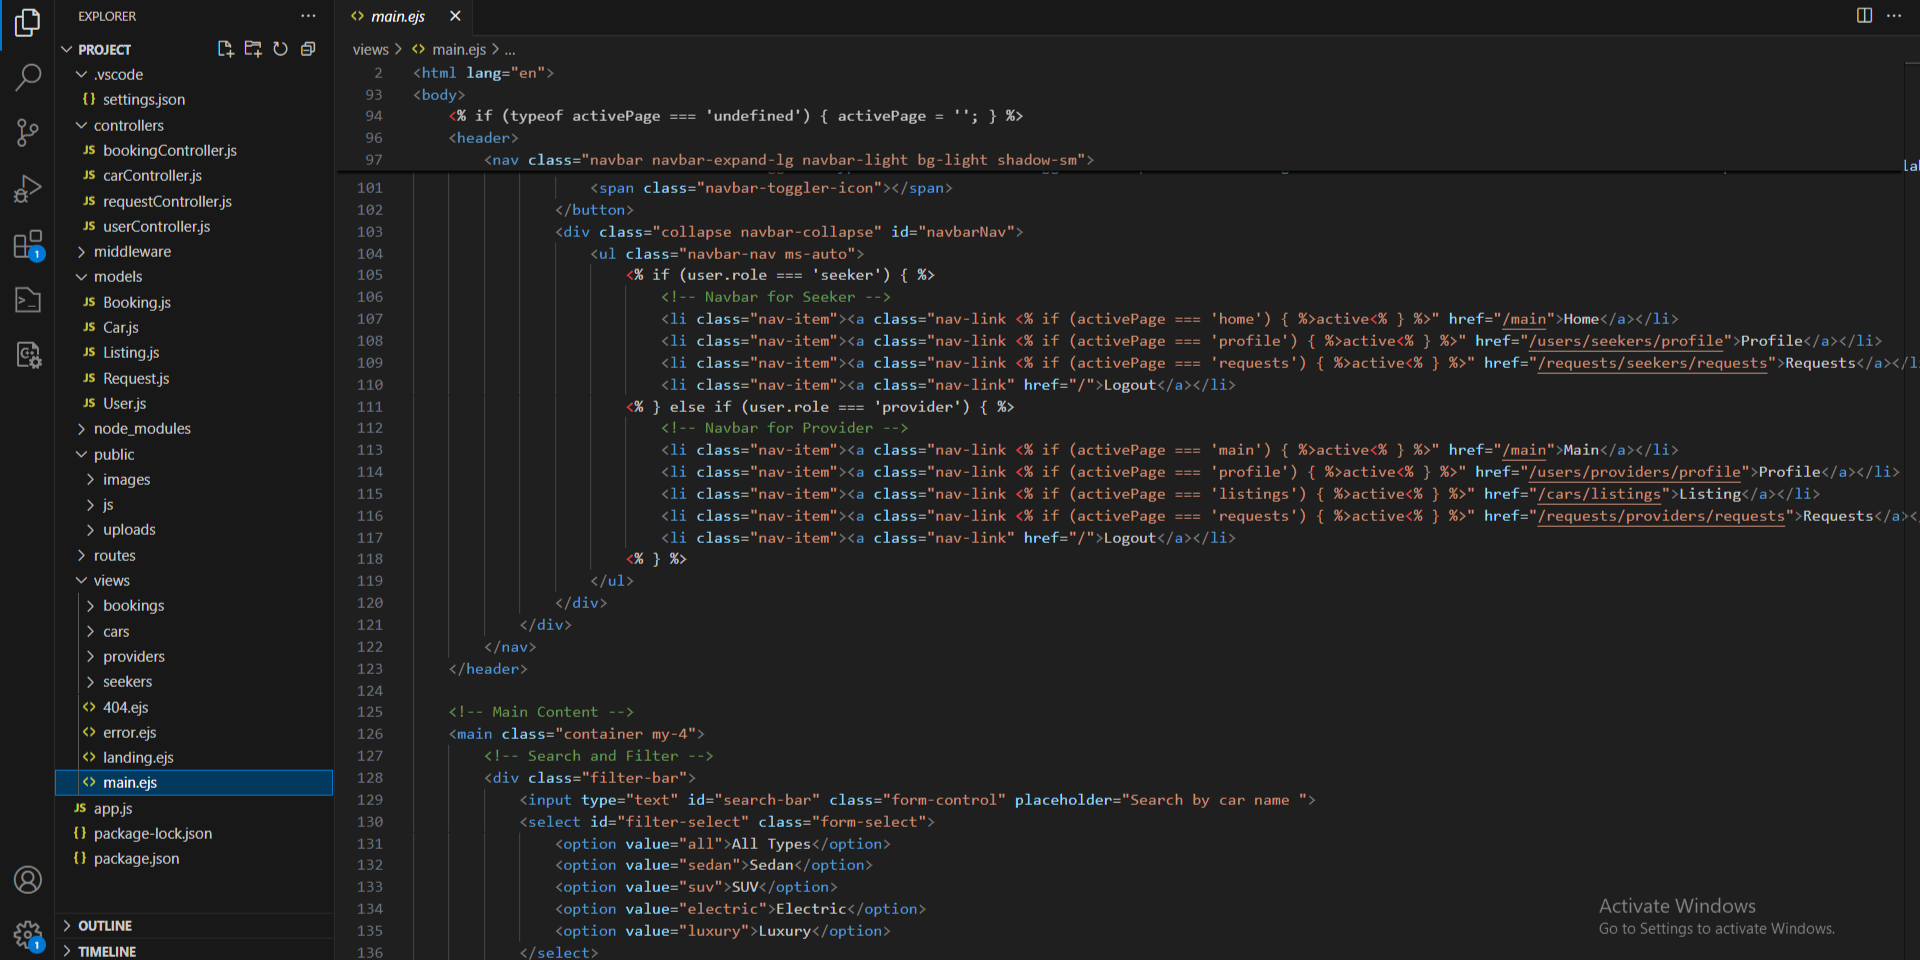 EXPLORER
PROJECT
.vscode
{} settings.json
controllers
JS bookingController.js
JS carController.js
JS requestController.js
JS userController.js
middleware
models
JS Booking.js
JS Car.js
JS Listing.js
JS Request.js
JS User.js
node_modules
public
images
js
uploads
routes
views
bookings
cars
providers
seekers
<> 404.ejs
<> error.ejs
<> landing.ejs
<> main.ejs
JS app.js
{} package-lock.json
{} package.json
OUTLINE
TIMELINE
1
1
<> main.ejs
views > <> main.ejs > ...
2 <html lang="en">
93 <body>
94 <% if (typeof activePage === 'undefined') { activePage = ''; } %>
96 <header>
97 <nav class="navbar navbar-expand-lg navbar-light bg-light shadow-sm">
101 <span class="navbar-toggler-icon"></span>
102 </button>
103 <div class="collapse navbar-collapse" id="navbarNav">
104 <ul class="navbar-nav ms-auto">
105 <% if (user.role === 'seeker') { %>
106 <!-- Navbar for Seeker -->
107 <li class="nav-item"><a class="nav-link <% if (activePage === 'home') { %>active<% } %>" href="/main">Home</a></li>
108 <li class="nav-item"><a class="nav-link <% if (activePage === 'profile') { %>active<% } %>" href="/users/seekers/profile">Profile</a></li>
109 <li class="nav-item"><a class="nav-link <% if (activePage === 'requests') { %>active<% } %>" href="/requests/seekers/requests">Requests</a></l
110 <li class="nav-item"><a class="nav-link" href="/">Logout</a></li>
111 <% } else if (user.role === 'provider') { %>
112 <!-- Navbar for Provider -->
113 <li class="nav-item"><a class="nav-link <% if (activePage === 'main') { %>active<% } %>" href="/main">Main</a></li>
114 <li class="nav-item"><a class="nav-link <% if (activePage === 'profile') { %>active<% } %>" href="/users/providers/profile">Profile</a></li>
115 <li class="nav-item"><a class="nav-link <% if (activePage === 'listings') { %>active<% } %>" href="/cars/listings">Listing</a></li>
116 <li class="nav-item"><a class="nav-link <% if (activePage === 'requests') { %>active<% } %>" href="/requests/providers/requests">Requests</a><
117 <li class="nav-item"><a class="nav-link" href="/">Logout</a></li>
118 <% } %>
119 </ul>
120 </div>
121 </div>
122 </nav>
123 </header>
124
125 <!-- Main Content -->
126 <main class="container my-4">
127 <!-- Search and Filter -->
128 <div class="filter-bar">
129 <input type="text" id="search-bar" class="form-control" placeholder="Search by car name ">
130 <select id="filter-select" class="form-select">
131 <option value="all">All Types</option>
132 <option value="sedan">Sedan</option>
133 <option value="suv">SUV</option>
134 <option value="electric">Electric</option>
135 <option value="luxury">Luxury</option>
136 </select>
Activate Windows
Go to Settings to activate Windows.